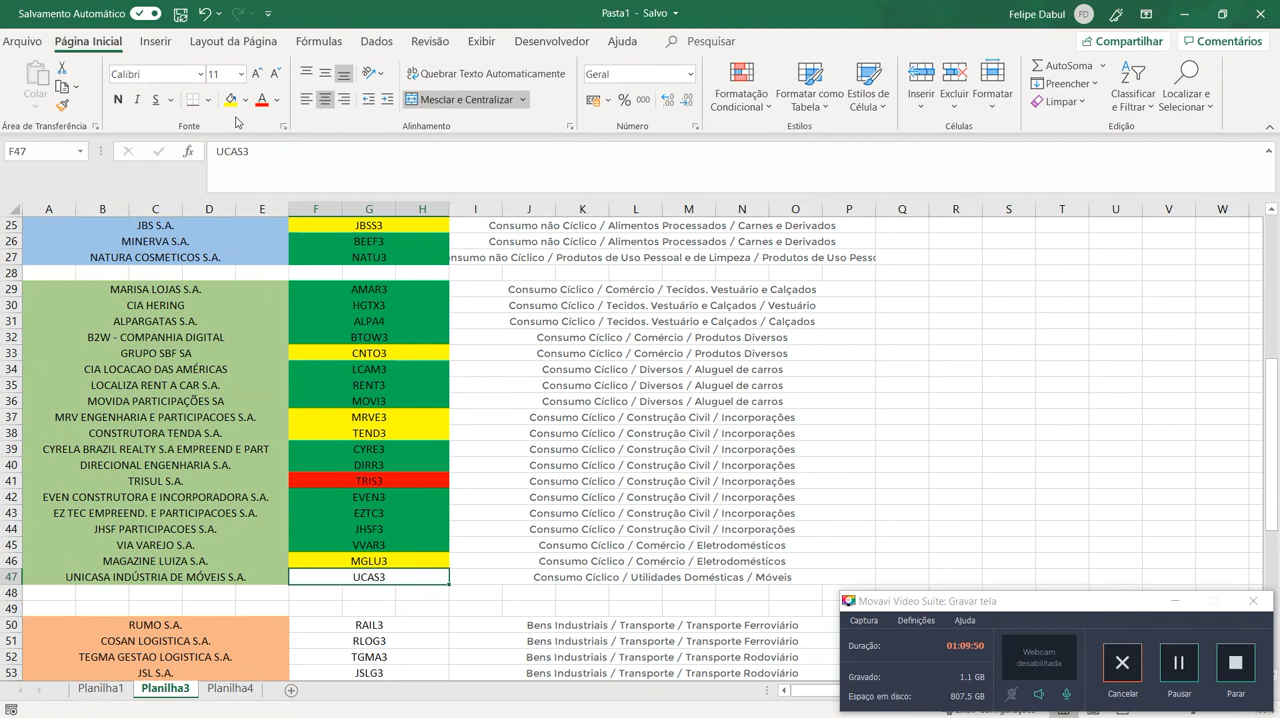 Salvamento Automático
Pasta1 - Salvo
Felipe Dabul
FD
Arquivo Página Inicial Inserir Layout da Página Fórmulas Dados Revisão Exibir Desenvolvedor Ajuda Pesquisar Compartilhar Comentários
Colar
Calibri 11
N I S
Quebrar Texto Automaticamente
Mesclar e Centralizar
Geral
% 000
Formatação Condicional
Formatar como Tabela
Estilos de Célula
Inserir Excluir Formatar
AutoSoma
Preencher
Limpar
Classificar e Filtrar
Localizar e Selecionar
Área de Transferência Fonte Alinhamento Número Estilos Células Edição
F47 fx UCAS3
A B C D E F G H I J K L M N O P Q R S T U V W
25 JBS S.A. JBSS3 Consumo não Cíclico / Alimentos Processados / Carnes e Derivados
26 MINERVA S.A. BEEF3 Consumo não Cíclico / Alimentos Processados / Carnes e Derivados
27 NATURA COSMETICOS S.A. NATU3 onsumo não Cíclico / Produtos de Uso Pessoal e de Limpeza / Produtos de Uso Pesso
28
29 MARISA LOJAS S.A. AMAR3 Consumo Cíclico / Comércio / Tecidos. Vestuário e Calçados
30 CIA HERING HGTX3 Consumo Cíclico / Tecidos. Vestuário e Calçados / Vestuário
31 ALPARGATAS S.A. ALPA4 Consumo Cíclico / Tecidos. Vestuário e Calçados / Calçados
32 B2W - COMPANHIA DIGITAL BTOW3 Consumo Cíclico / Comércio / Produtos Diversos
33 GRUPO SBF SA CNTO3 Consumo Cíclico / Comércio / Produtos Diversos
34 CIA LOCACAO DAS AMÉRICAS LCAM3 Consumo Cíclico / Diversos / Aluguel de carros
35 LOCALIZA RENT A CAR S.A. RENT3 Consumo Cíclico / Diversos / Aluguel de carros
36 MOVIDA PARTICIPAÇÕES SA MOVI3 Consumo Cíclico / Diversos / Aluguel de carros
37 MRV ENGENHARIA E PARTICIPACOES S.A. MRVE3 Consumo Cíclico / Construção Civil / Incorporações
38 CONSTRUTORA TENDA S.A. TEND3 Consumo Cíclico / Construção Civil / Incorporações
39 CYRELA BRAZIL REALTY S.A EMPREEND E PART CYRE3 Consumo Cíclico / Construção Civil / Incorporações
40 DIRECIONAL ENGENHARIA S.A. DIRR3 Consumo Cíclico / Construção Civil / Incorporações
41 TRISUL S.A. TRIS3 Consumo Cíclico / Construção Civil / Incorporações
42 EVEN CONSTRUTORA E INCORPORADORA S.A. EVEN3 Consumo Cíclico / Construção Civil / Incorporações
43 EZ TEC EMPREEND. E PARTICIPACOES S.A. EZTC3 Consumo Cíclico / Construção Civil / Incorporações
44 JHSF PARTICIPACOES S.A. JHSF3 Consumo Cíclico / Construção Civil / Incorporações
45 VIA VAREJO S.A. VVAR3 Consumo Cíclico / Comércio / Eletrodomésticos
46 MAGAZINE LUIZA S.A. MGLU3 Consumo Cíclico / Comércio / Eletrodomésticos
47 UNICASA INDÚSTRIA DE MÓVEIS S.A. UCAS3 Consumo Cíclico / Utilidades Domésticas / Móveis
48
49
50 RUMO S.A. RAIL3 Bens Industriais / Transporte / Transporte Ferroviário
51 COSAN LOGISTICA S.A. RLOG3 Bens Industriais / Transporte / Transporte Ferroviário
52 TEGMA GESTAO LOGISTICA S.A. TGMA3 Bens Industriais / Transporte / Transporte Rodoviário
53 JSL S.A. JSLG3 Bens Industriais / Transporte / Transporte Rodoviário
Planilha1 Planilha3 Planilha4
Movavi Video Suite: Gravar tela
Captura Definições Ajuda
Duração: 01:09:50
Gravado: 1.1 GB
Espaço em disco: 807.5 GB
Webcam desabilitada
Cancelar Pausar Parar